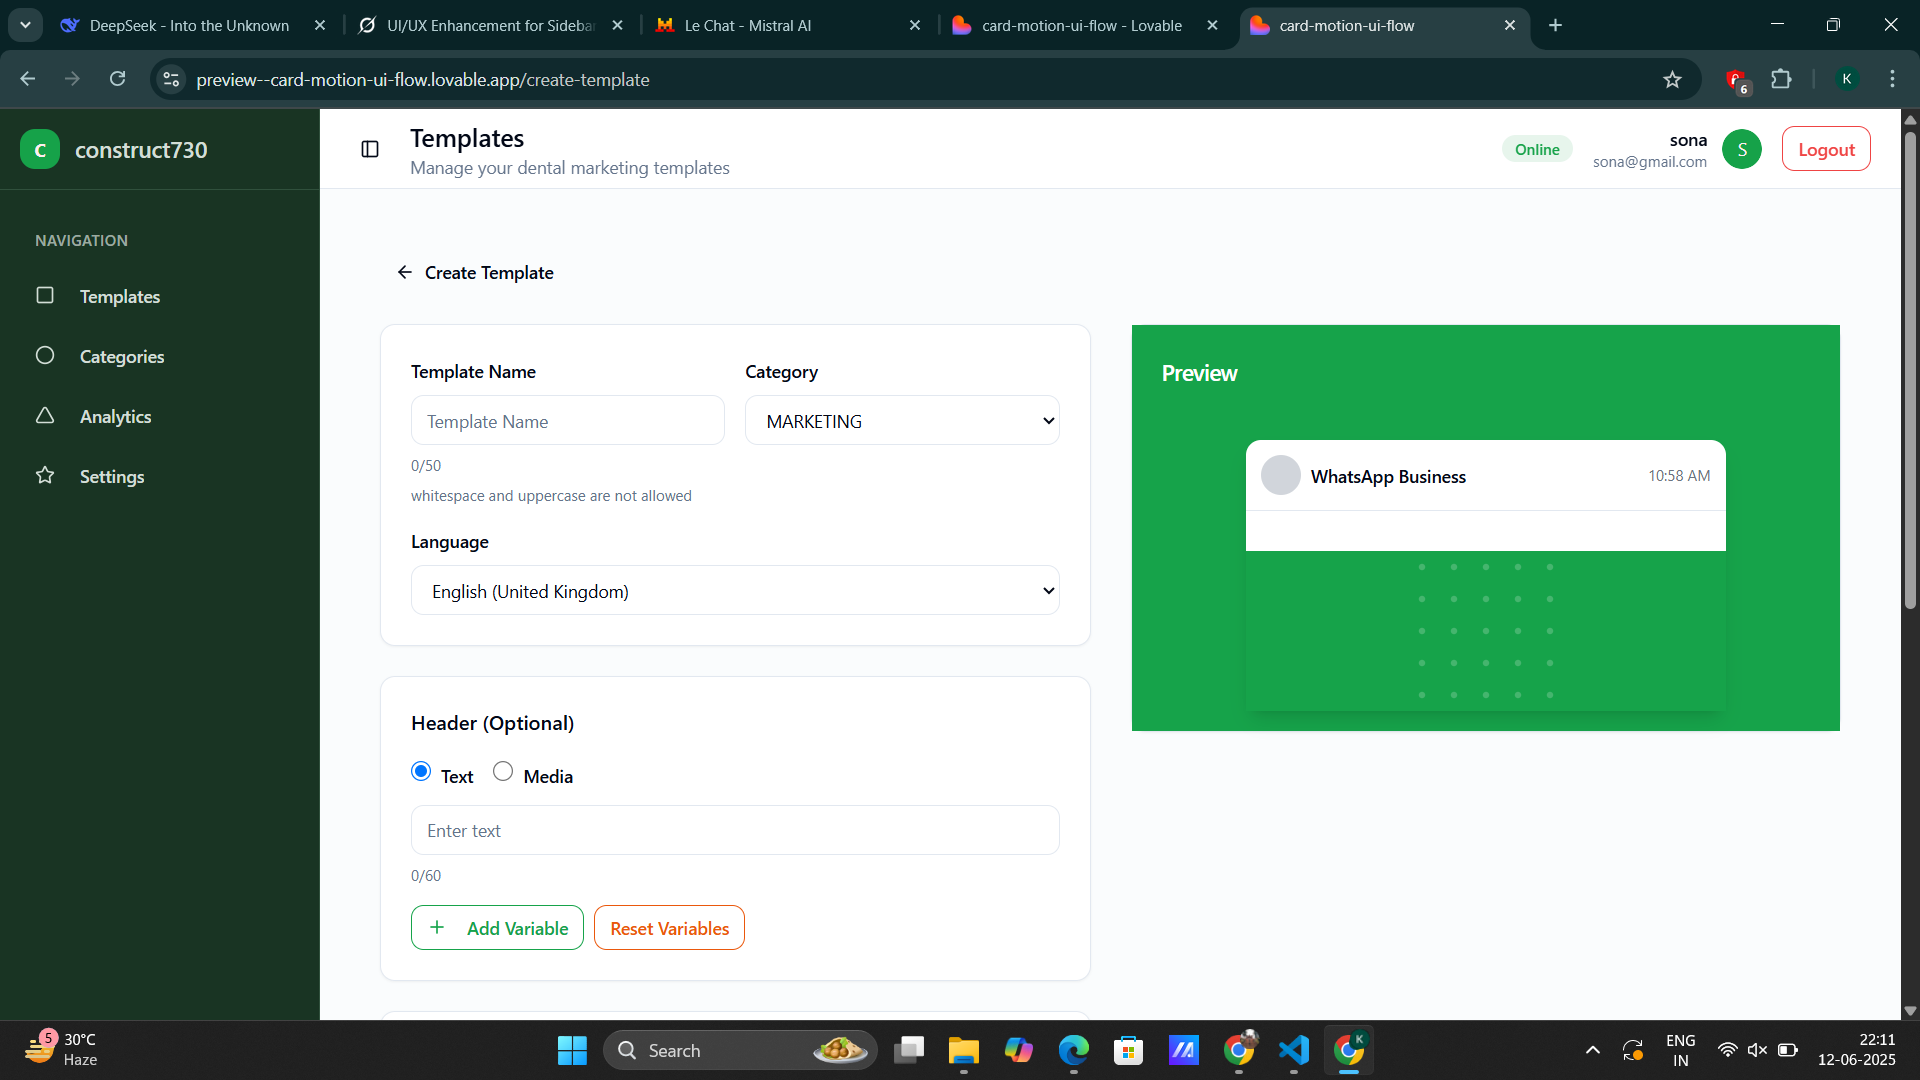 DeepSeek - Into the Unknown
UI/UX Enhancement for Sideba
Le Chat - Mistral AI
card-motion-ui-flow - Lovable
card-motion-ui-flow
preview--card-motion-ui-flow.lovable.app/create-template
6
K
C
construct730
Templates
Manage your dental marketing templates
Online
sona
sona@gmail.com
S
Logout
NAVIGATION
Templates
Categories
Analytics
Settings
Create Template
Template Name
Category
Template Name
MARKETING
0/50
whitespace and uppercase are not allowed
Language
English (United Kingdom)
Header (Optional)
Text
Media
Enter text
0/60
+ Add Variable
Reset Variables
Preview
WhatsApp Business
10:58 AM
5
30°C
Haze
Search
K
ENG
IN
22:11
12-06-2025